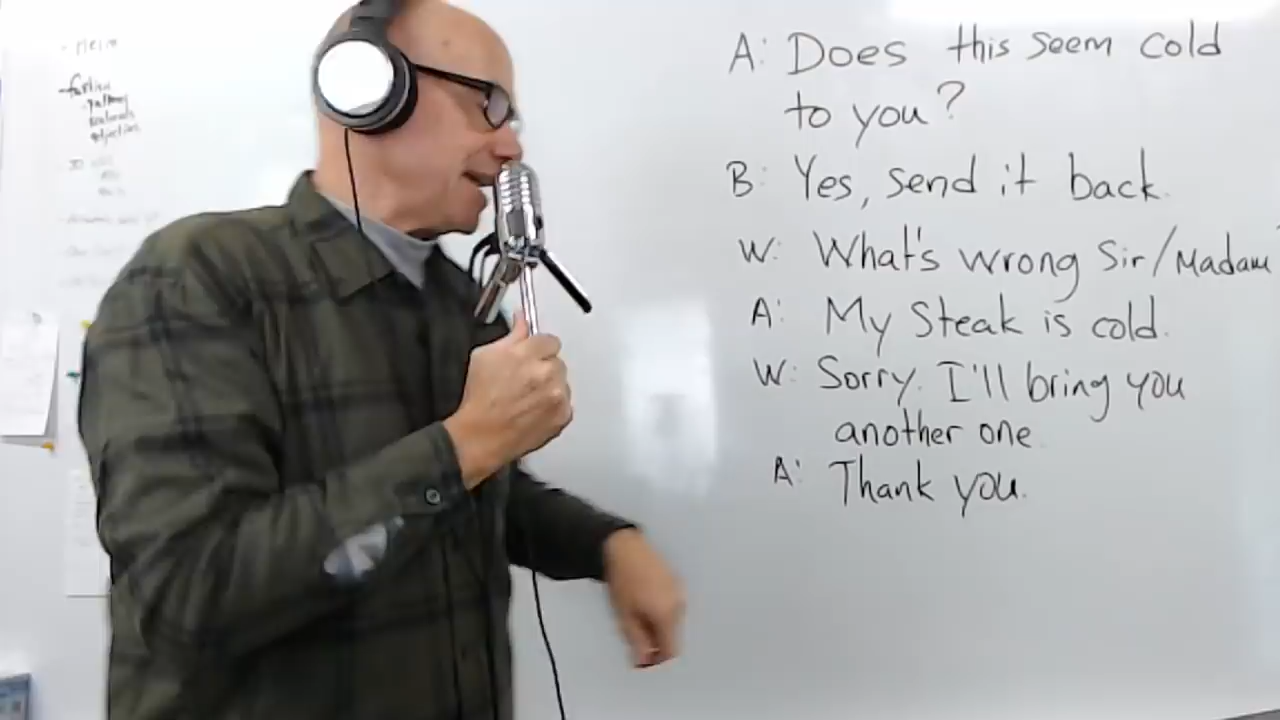 A: Does this seem cold
to you?
B: Yes, send it back.
W: What's wrong Sir/Madam
A: My Steak is cold.
W: Sorry. I'll bring you
another one
A: Thank you.